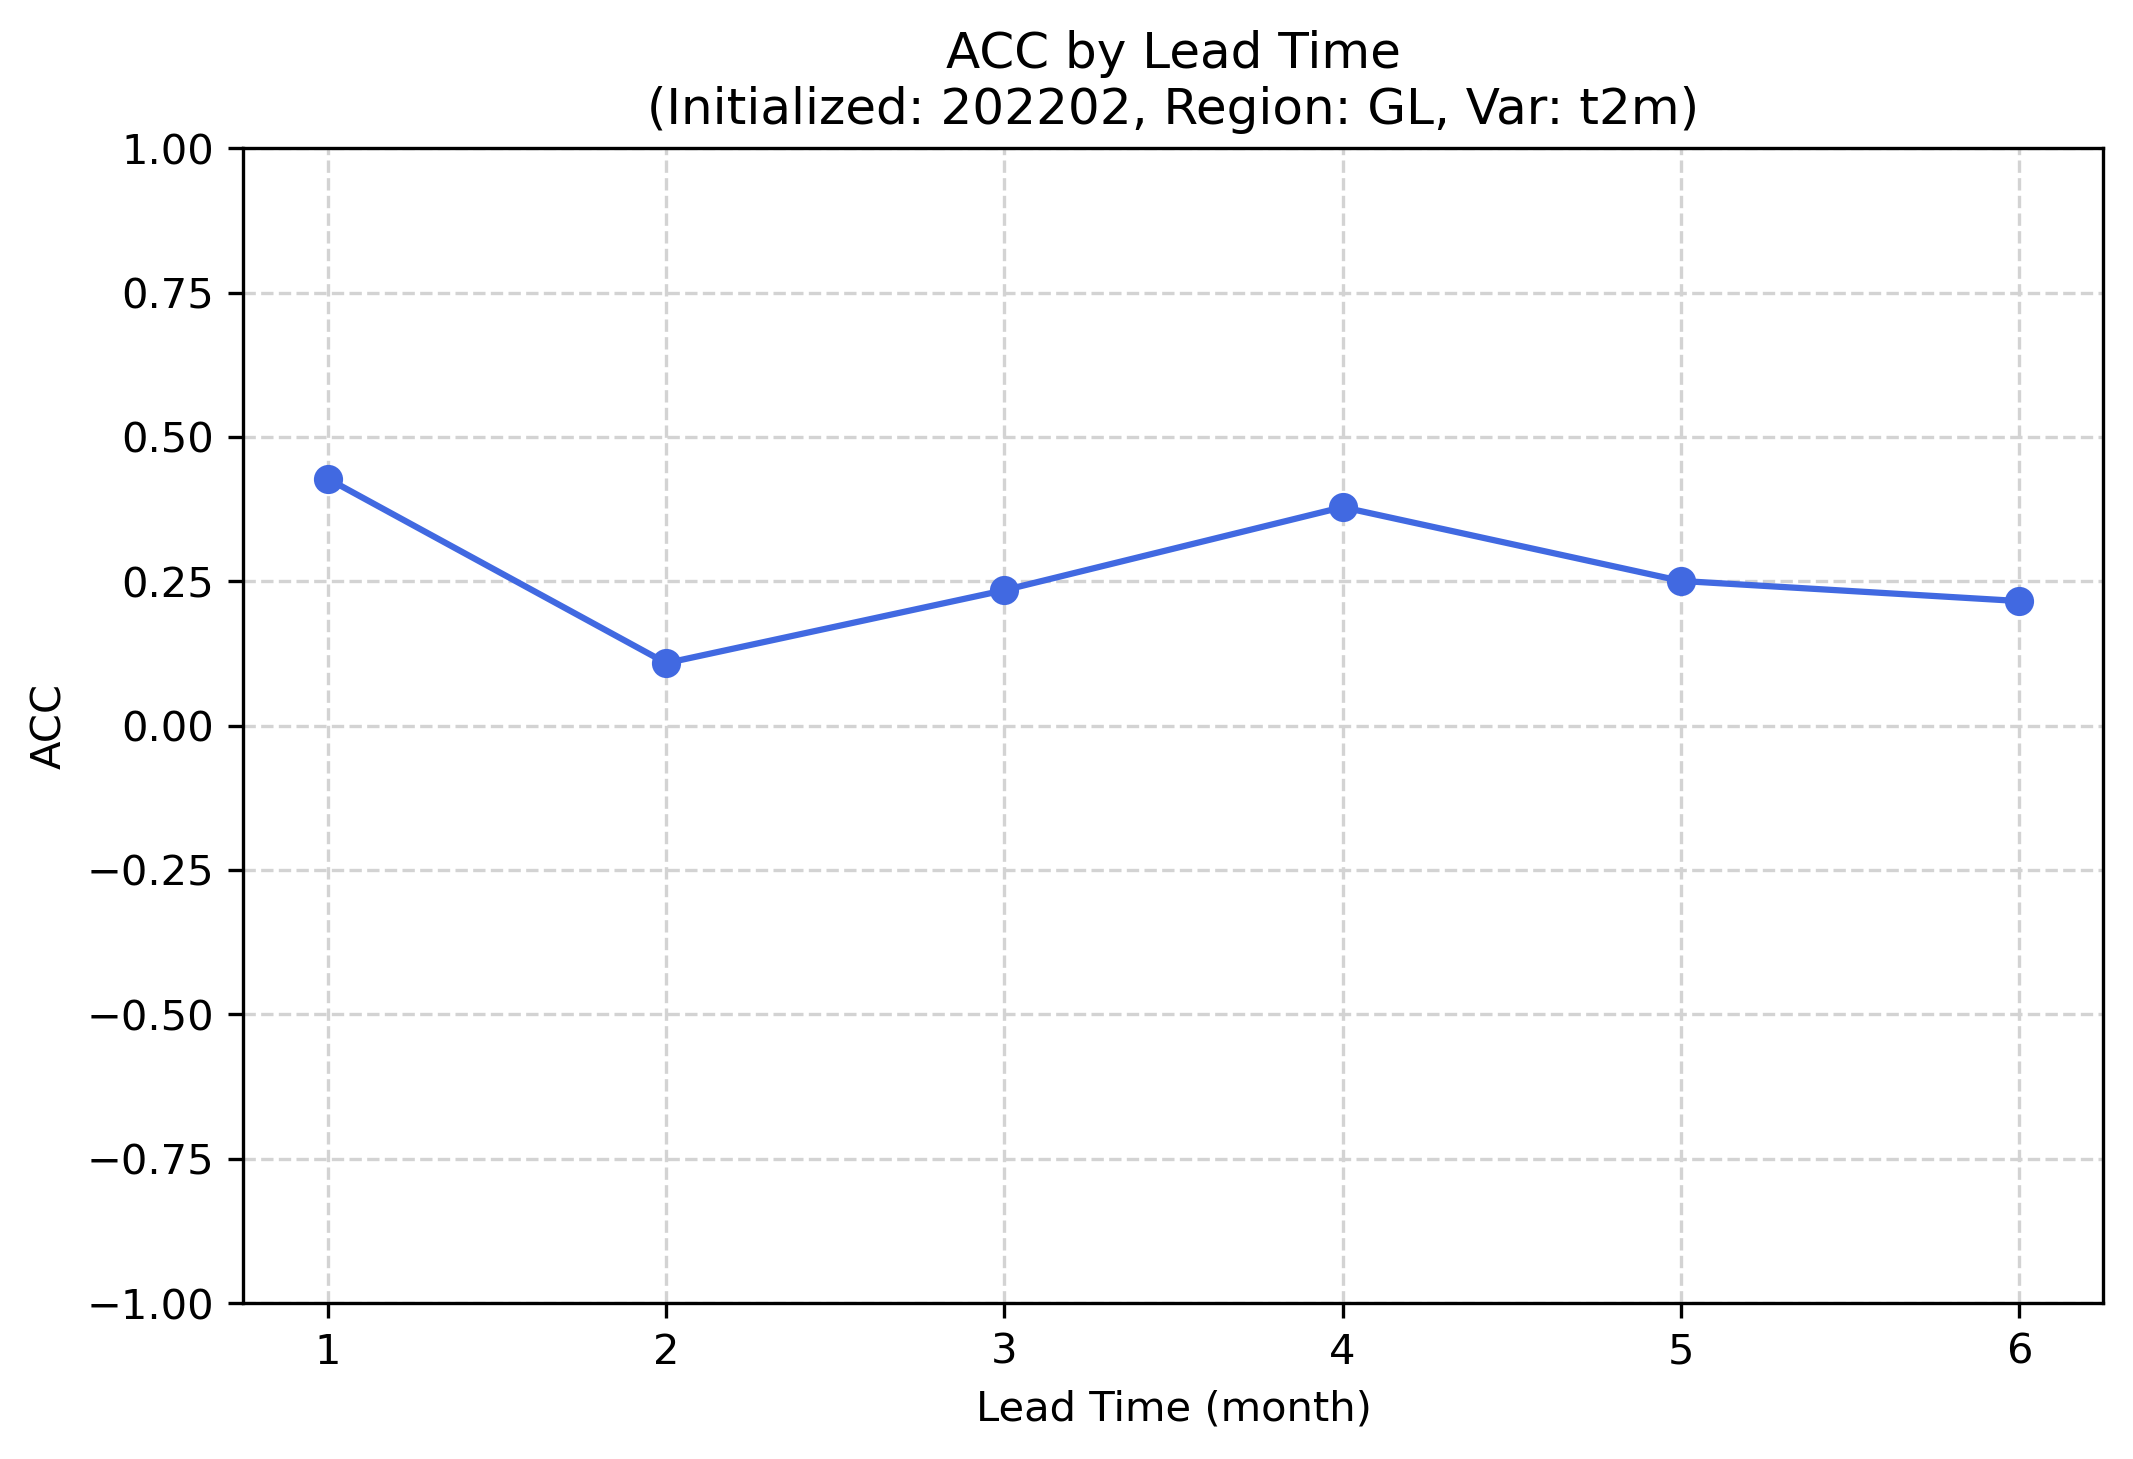 ACC by Lead Time
(Initialized: 202202, Region: GL, Var: t2m)
1.00
0.75
0.50
0.25
0.00
−0.25
−0.50
−0.75
−1.00
ACC
1 2 3 4 5 6
Lead Time (month)